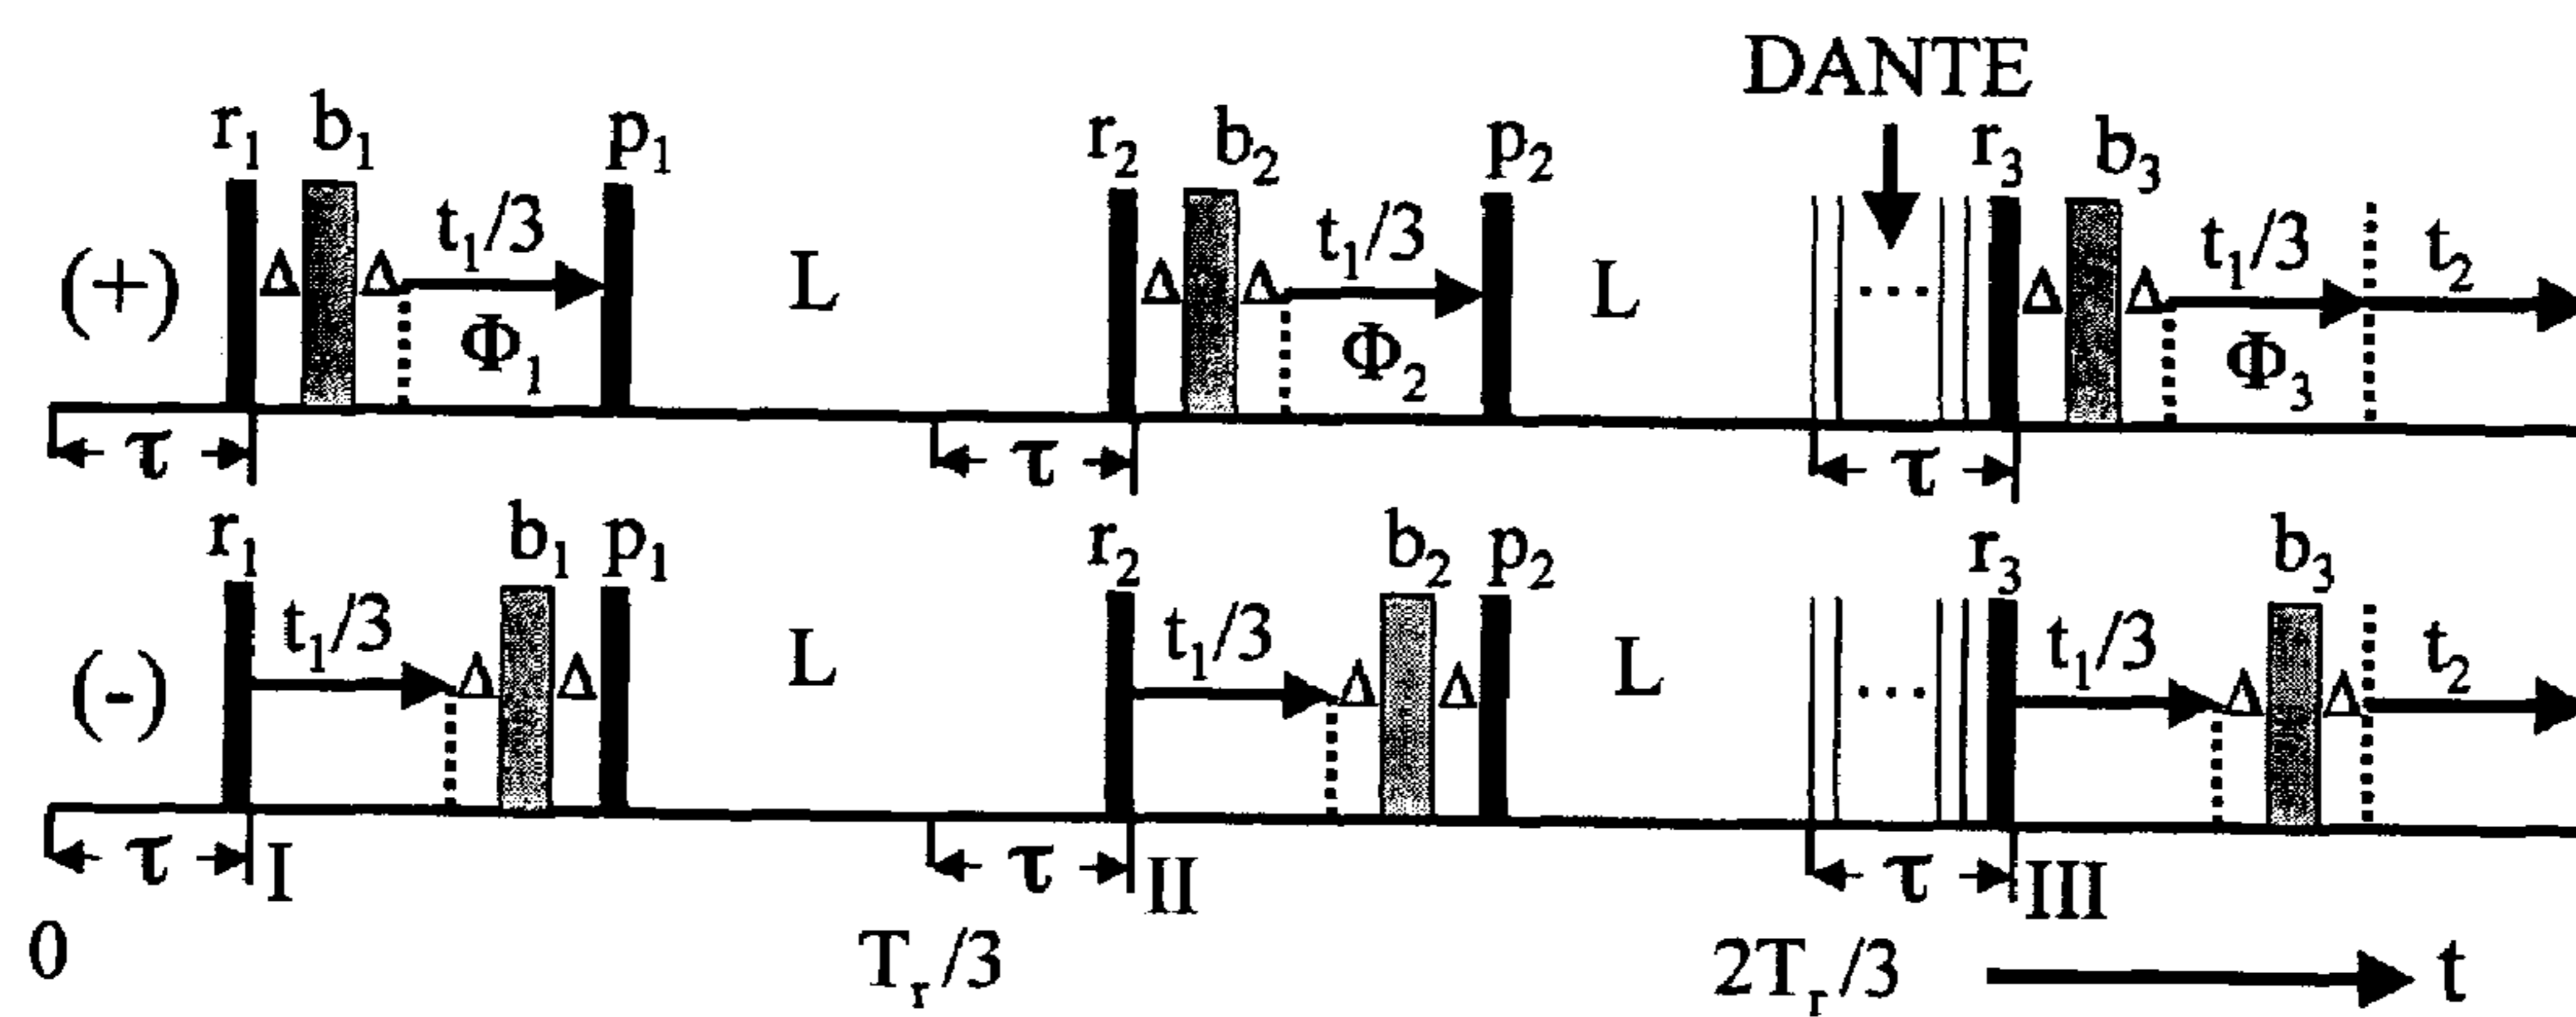 DANTE
r₁ b₁ p₁ r₂ b₂ p₂ r₃ b₃
(+) Δ Δ t₁/3 L Δ Δ t₁/3 L ... Δ Δ t₁/3 t₂
Φ₁ Φ₂ Φ₃
τ τ τ
r₁ b₁ p₁ r₂ b₂ p₂ r₃ b₃
(-) t₁/3 Δ Δ L t₁/3 Δ Δ L ... t₁/3 Δ Δ t₂
τ I τ II τ III
0 Tᵣ/3 2Tᵣ/3 t